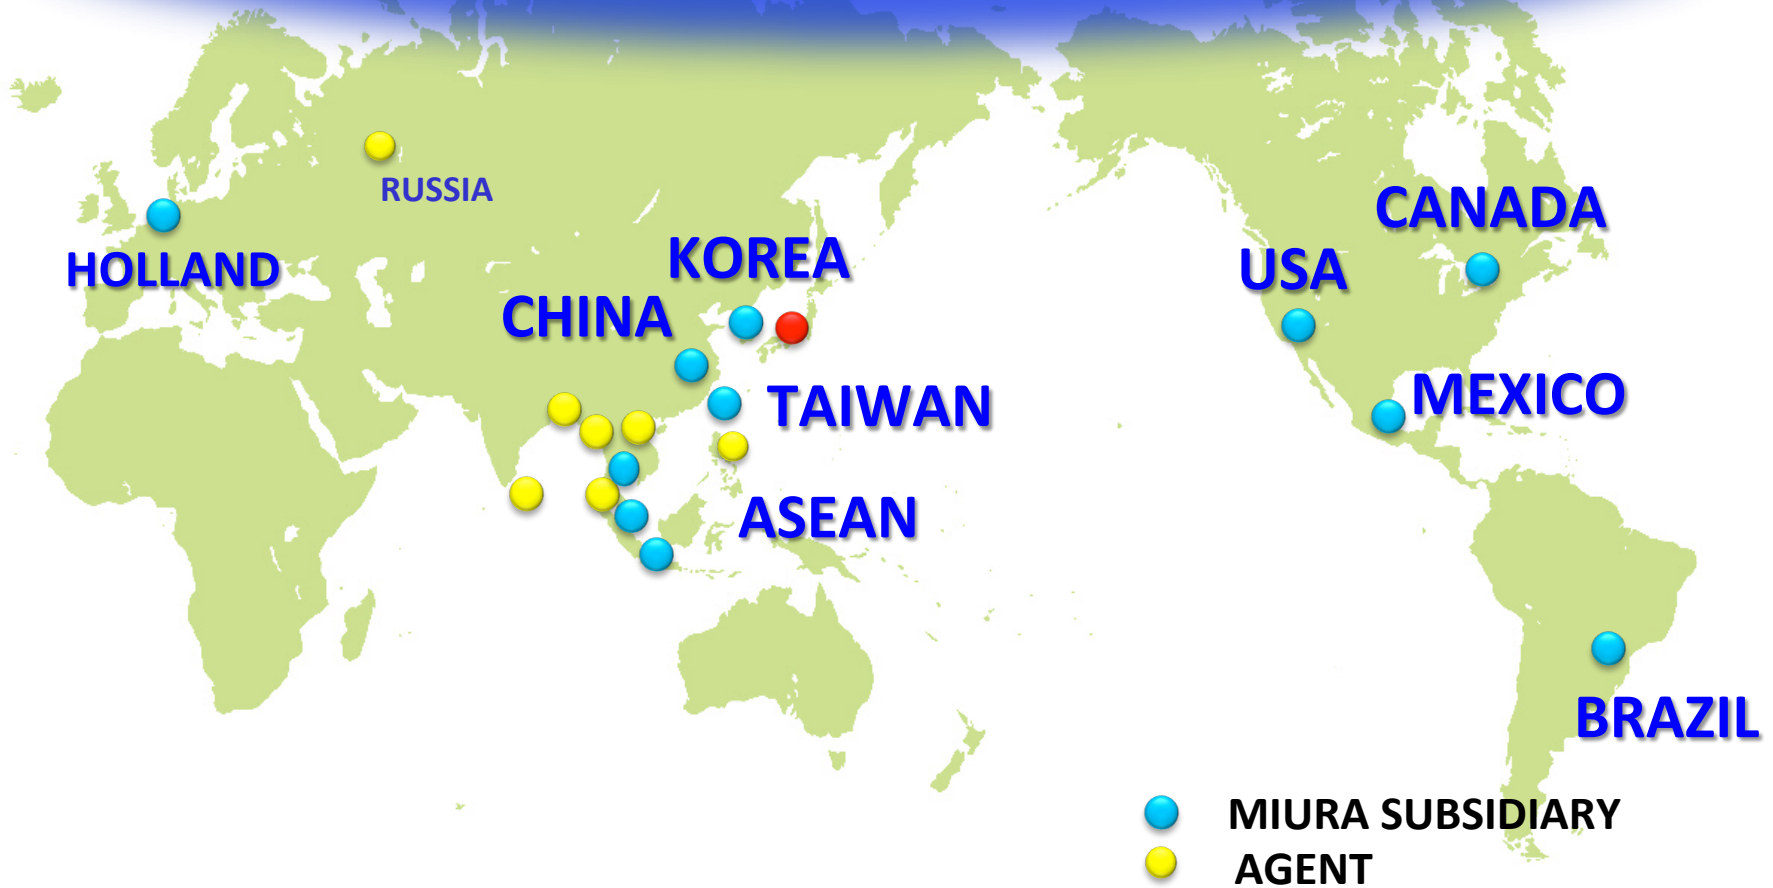 RUSSIA
HOLLAND
KOREA
CHINA
TAIWAN
ASEAN
CANADA
USA
MEXICO
BRAZIL
MIURA SUBSIDIARY
AGENT